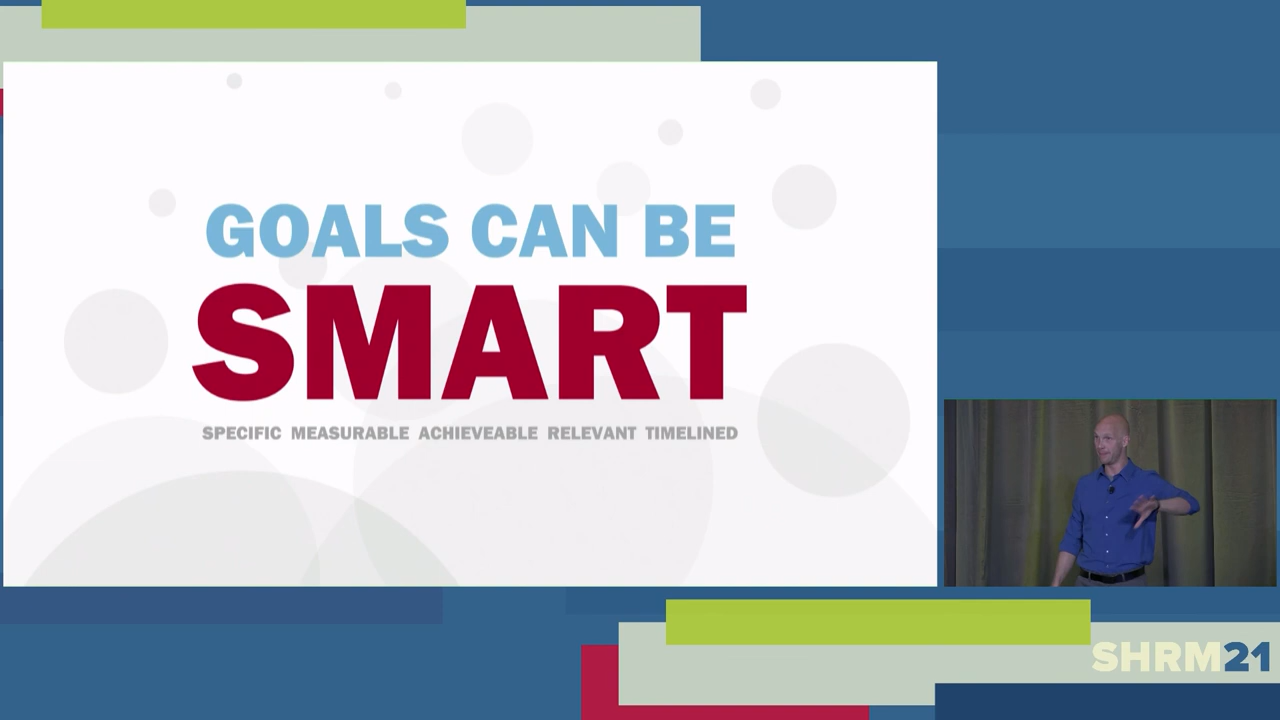 GOALS CAN BE
SMART
SPECIFIC MEASURABLE ACHIEVEABLE RELEVANT TIMELINED
SHRM21